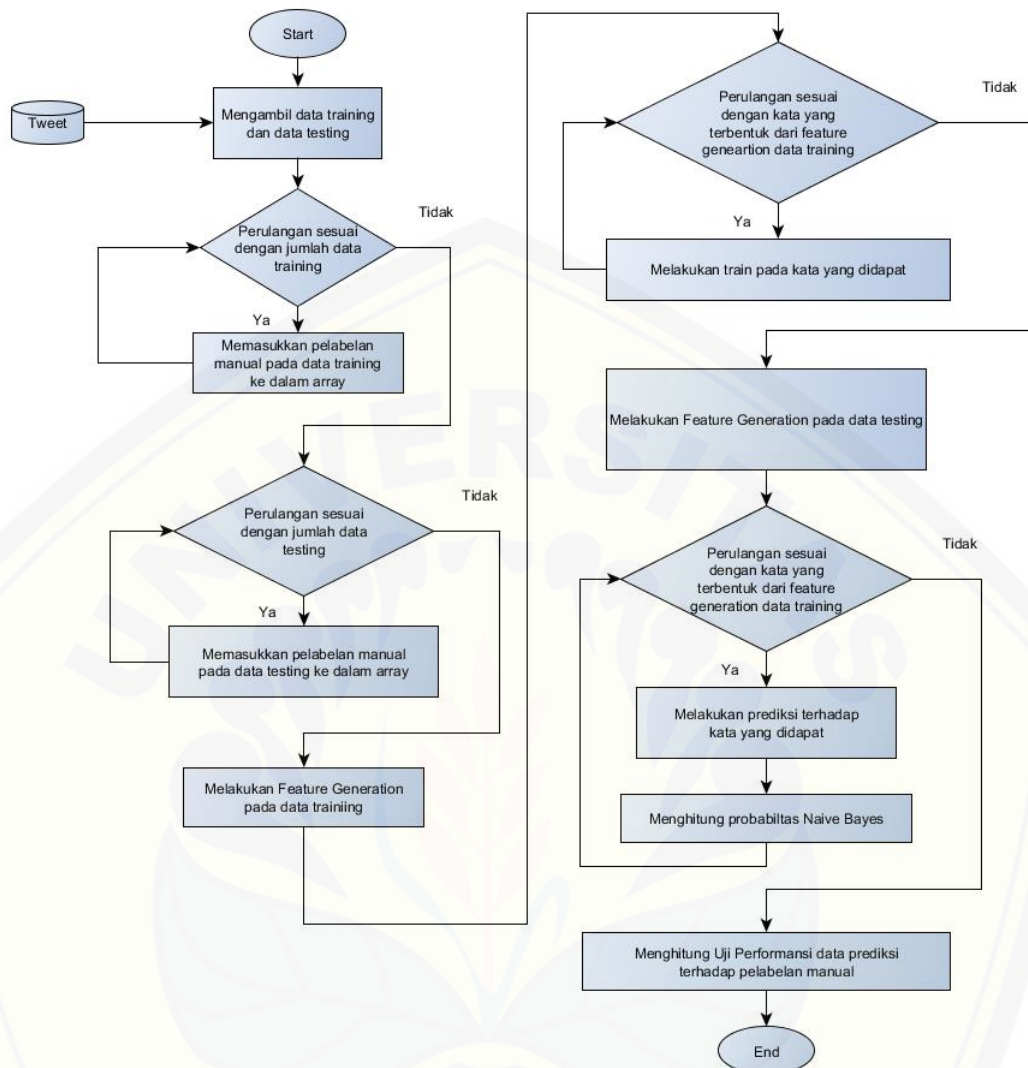 Start
Tweet
Mengambil data training
dan data testing
Perulangan sesuai
dengan jumlah data
training
Tidak
Ya
Memasukkan pelabelan
manual pada data training
ke dalam array
Perulangan sesuai
dengan jumlah data
testing
Tidak
Ya
Memasukkan pelabelan manual
pada data testing ke dalam array
Melakukan Feature Generation
pada data trainiing
Perulangan sesuai
dengan kata yang
terbentuk dari feature
geneartion data training
Tidak
Ya
Melakukan train pada kata yang didapat
Melakukan Feature Generation pada data testing
Perulangan sesuai
dengan kata yang
terbentuk dari feature
generation data training
Tidak
Ya
Melakukan prediksi terhadap
kata yang didapat
Menghitung probabiltas Naive Bayes
Menghitung Uji Performansi data prediksi
terhadap pelabelan manual
End
UNIVERSITAS